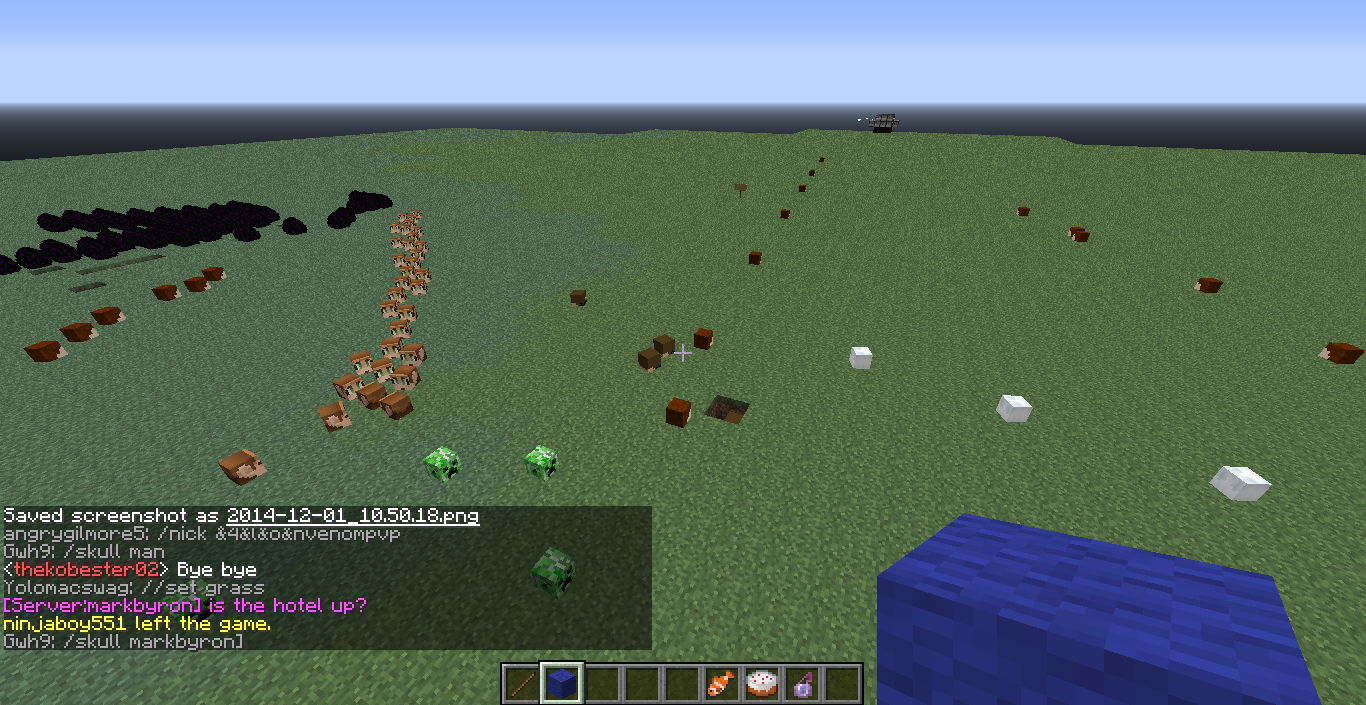 Saved screenshot as 2014-12-01_10.50.18.png
angrygilmore5: /nick &4&l&o&nvenompvp
Gwh9: /skull man
<thekobester02> Bye bye
Yolomacswag: //set grass
[Server:markbyron] is the hotel up?
ninjaboy551 left the game.
Gwh9: /skull markbyron]